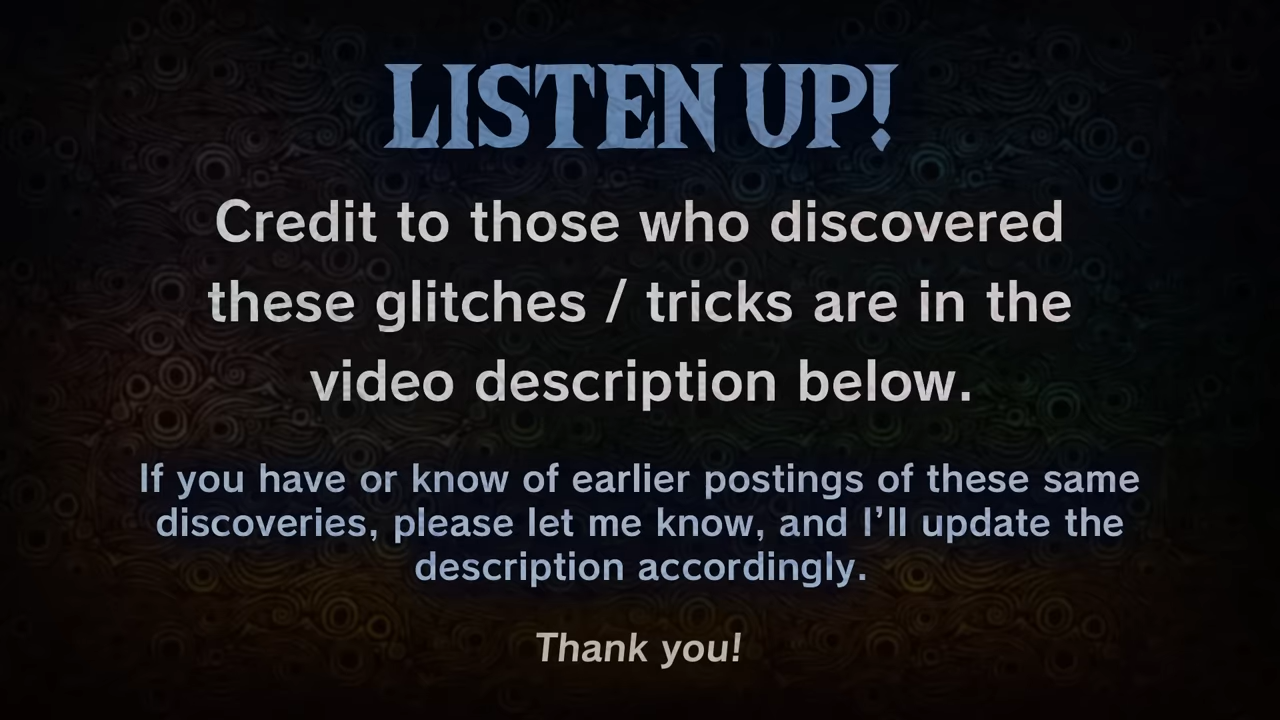 LISTEN UP!
Credit to those who discovered
these glitches / tricks are in the
video description below.
If you have or know of earlier postings of these same
discoveries, please let me know, and I’ll update the
description accordingly.
Thank you!